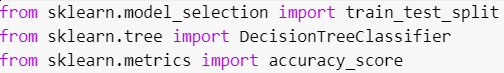 from sklearn.model_selection import train_test_split
from sklearn.tree import DecisionTreeClassifier
from sklearn.metrics import accuracy_score